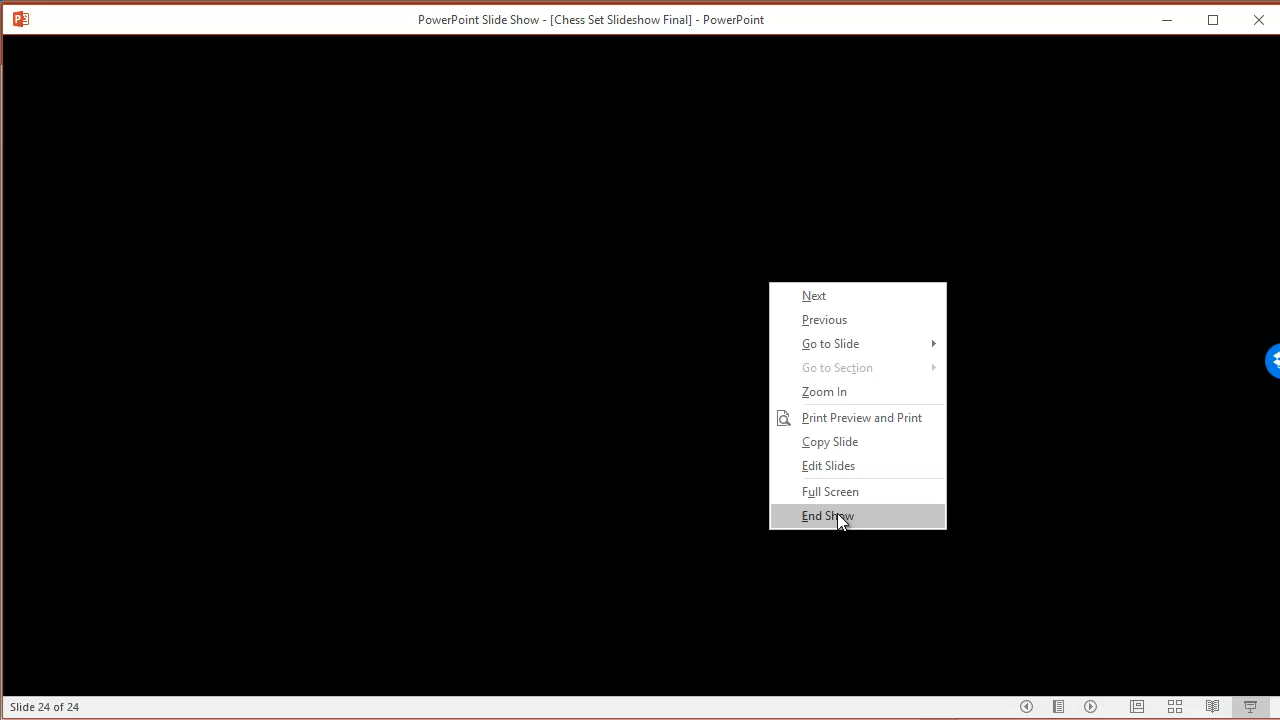 PowerPoint Slide Show - [Chess Set Slideshow Final] - PowerPoint
Next
Previous
Go to Slide
Go to Section
Zoom In
Print Preview and Print
Copy Slide
Edit Slides
Full Screen
End Show
Slide 24 of 24